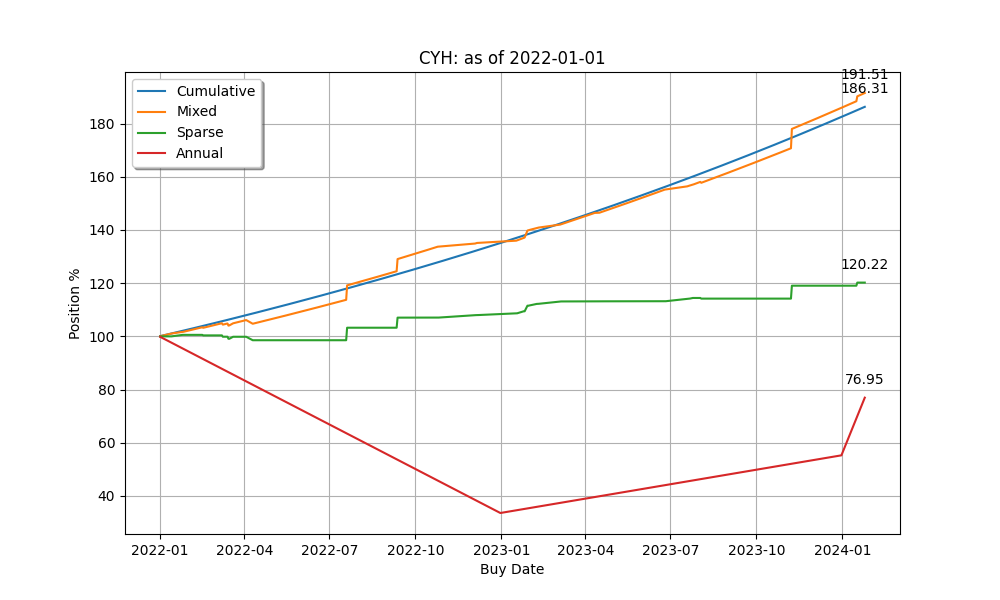 CYH: as of 2022-01-01
191.51
186.31
Cumulative
Mixed
Sparse
Annual
180
160
140
120
100
80
60
40
120.22
76.95
Position %
2022-01 2022-04 2022-07 2022-10 2023-01 2023-04 2023-07 2023-10 2024-01
Buy Date